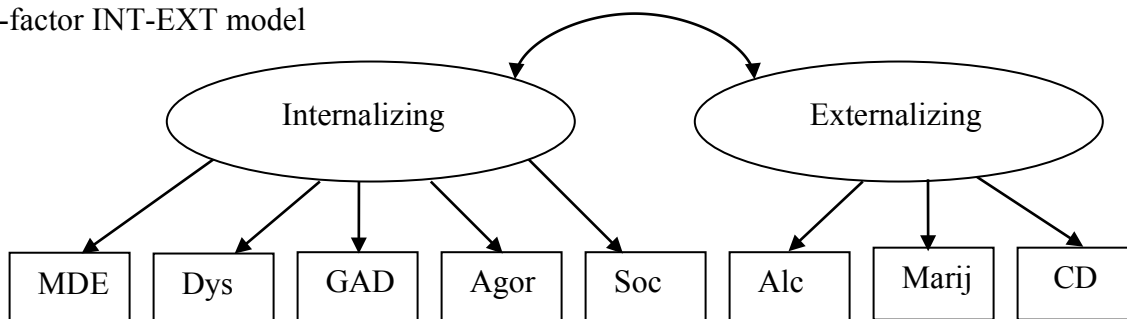 -factor INT-EXT model
Internalizing Externalizing
MDE Dys GAD Agor Soc Alc Marij CD